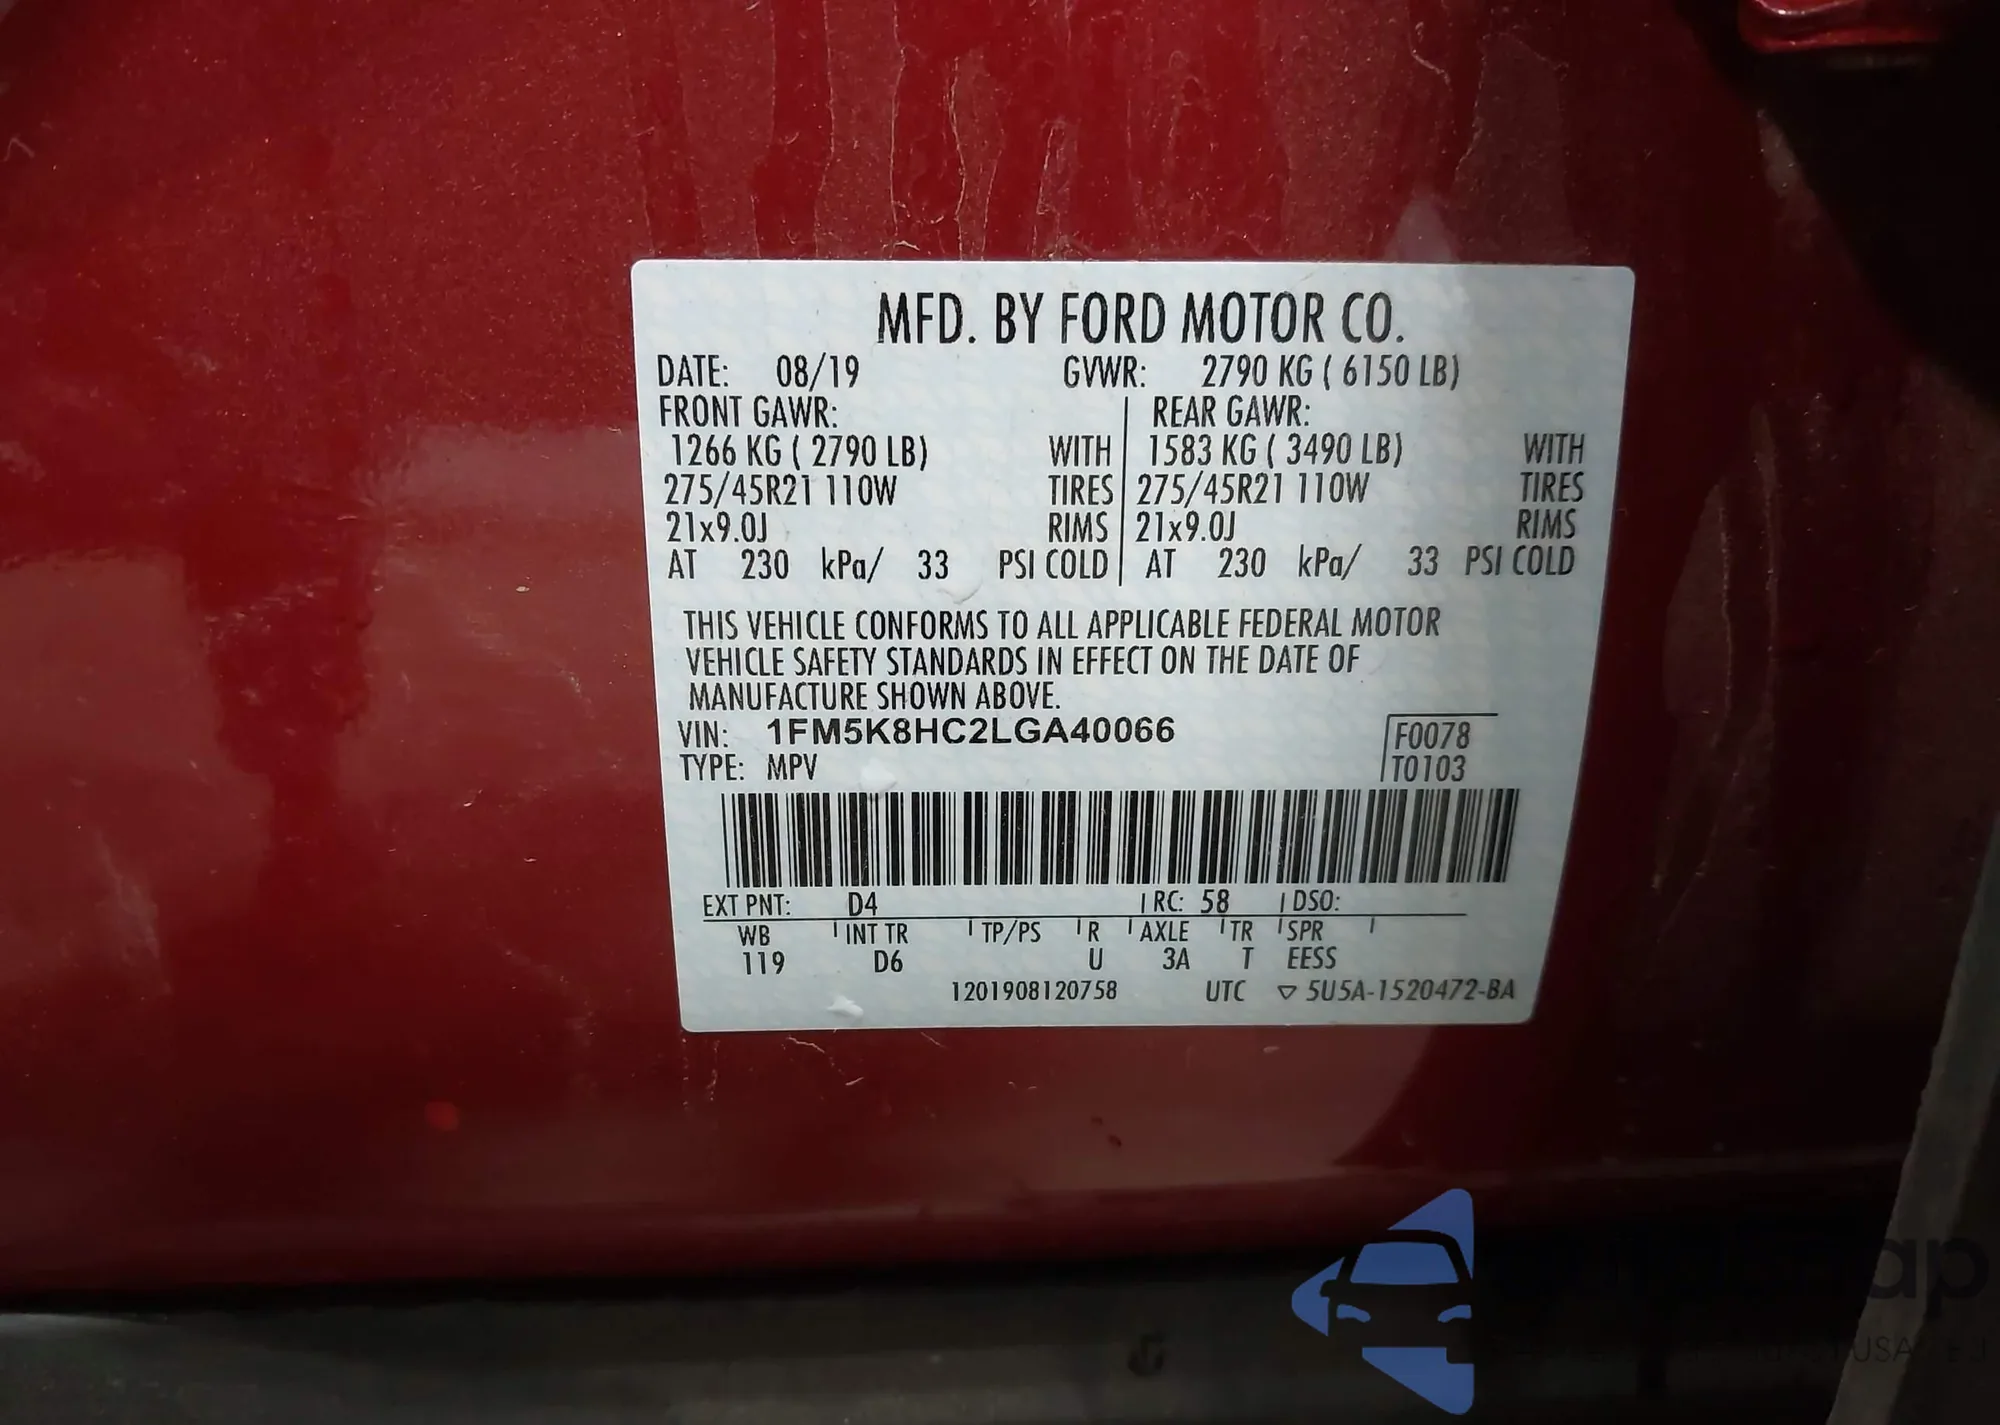 MFD. BY FORD MOTOR CO.
DATE: 08/19 GVWR: 2790 KG ( 6150 LB)
FRONT GAWR: REAR GAWR:
1266 KG ( 2790 LB) WITH 1583 KG ( 3490 LB) WITH
275/45R21 110W TIRES 275/45R21 110W TIRES
21x9.0J RIMS 21x9.0J RIMS
AT 230 kPa/ 33 PSI COLD AT 230 kPa/ 33 PSI COLD
THIS VEHICLE CONFORMS TO ALL APPLICABLE FEDERAL MOTOR
VEHICLE SAFETY STANDARDS IN EFFECT ON THE DATE OF
MANUFACTURE SHOWN ABOVE.
VIN: 1FM5K8HC2LGA40066 F0078
TYPE: MPV T0103
EXT PNT: D4 RC: 58 DSO:
WB INT TR TP/PS R AXLE TR SPR
119 D6 U 3A T EESS
1201908120758 UTC ▽ 5U5A-1520472-BA